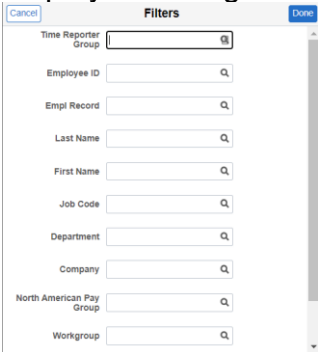 Cancel Filters Done
Time Reporter
Group
Employee ID
Empl Record
Last Name
First Name
Job Code
Department
Company
North American Pay
Group
Workgroup